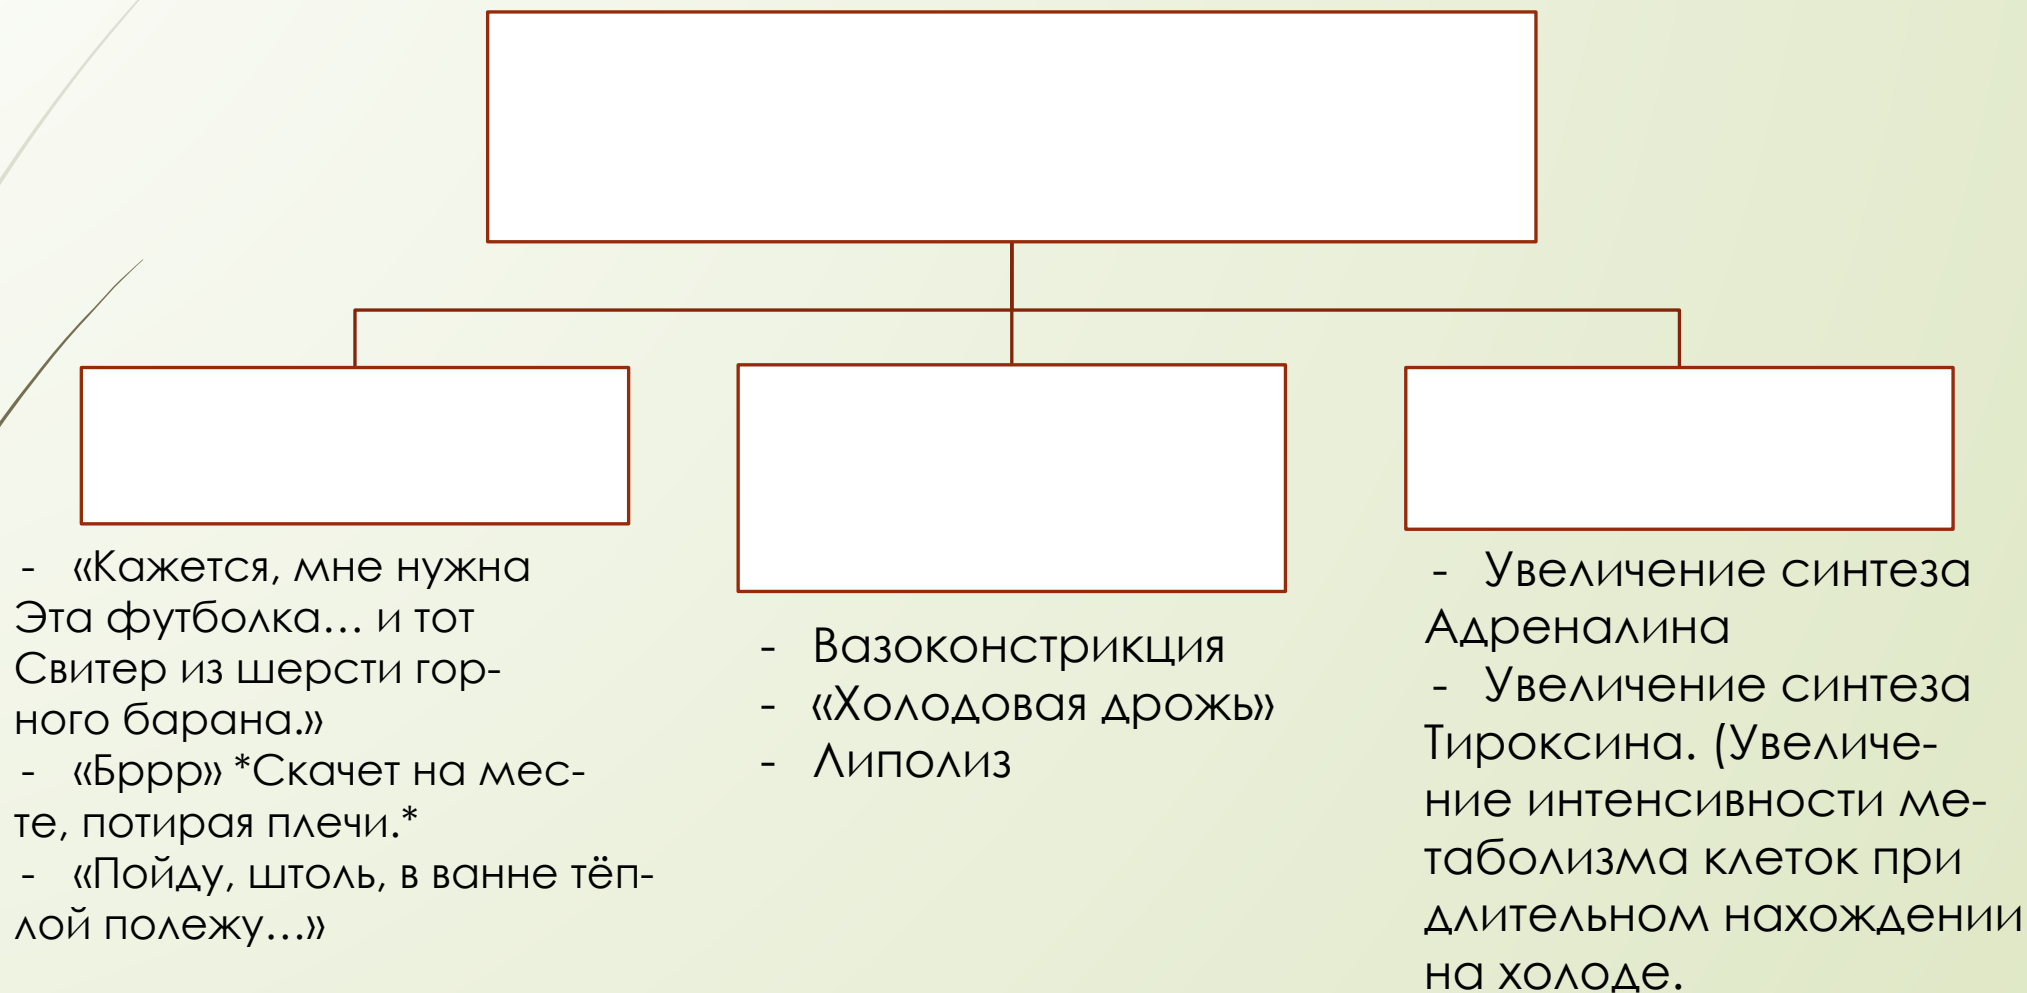 - «Кажется, мне нужна
Эта футболка... и тот
Свитер из шерсти гор-
ного барана.»
- «Бррр» *Скачет на мес-
те, потирая плечи.*
- «Пойду, штоль, в ванне тёп-
лой полежу...»
- Вазоконстрикция
- «Холодовая дрожь»
- Липолиз
- Увеличение синтеза
Адреналина
- Увеличение синтеза
Тироксина. (Увеличе-
ние интенсивности ме-
таболизма клеток при
длительном нахождении
на холоде.